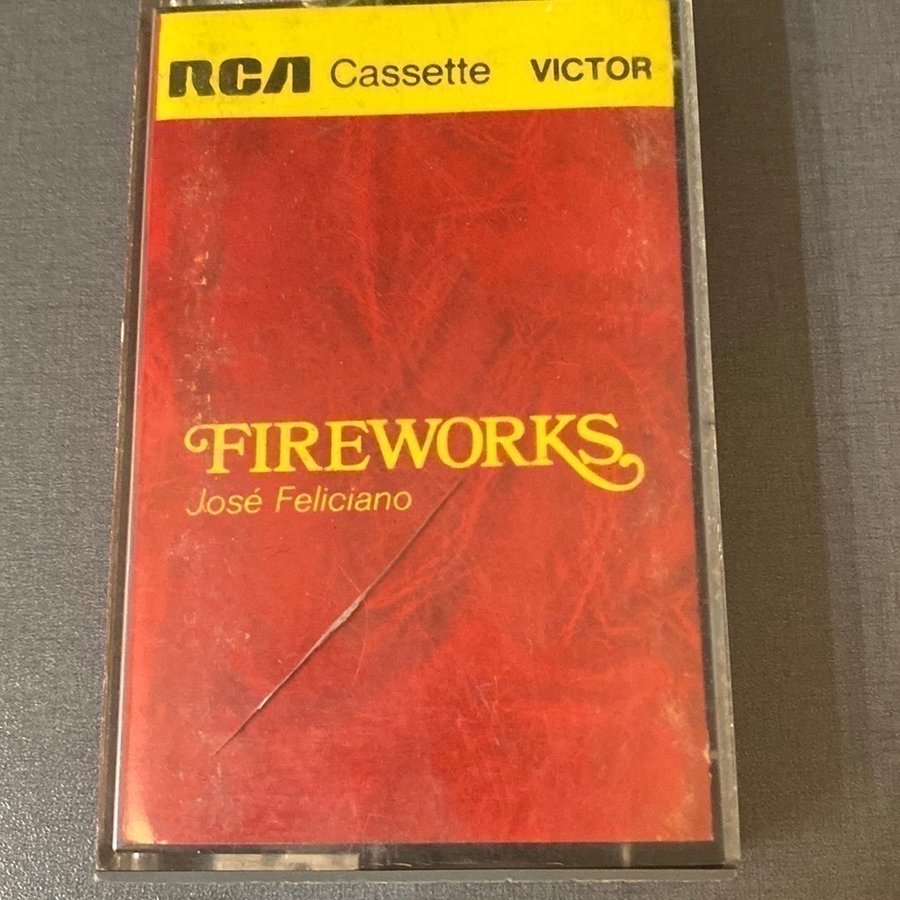 RCA Cassette VICTOR
FIREWORKS
José Feliciano